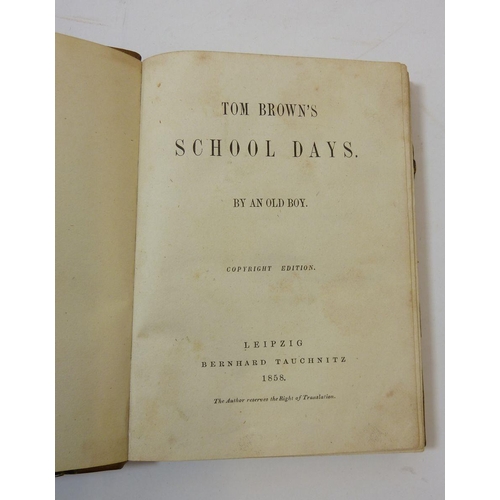 TOM BROWN'S
SCHOOL DAYS.
BY AN OLD BOY.
COPYRIGHT EDITION.
LEIPZIG
BERNHARD TAUCHNITZ
1858.
The Author reserves the Right of Translation.